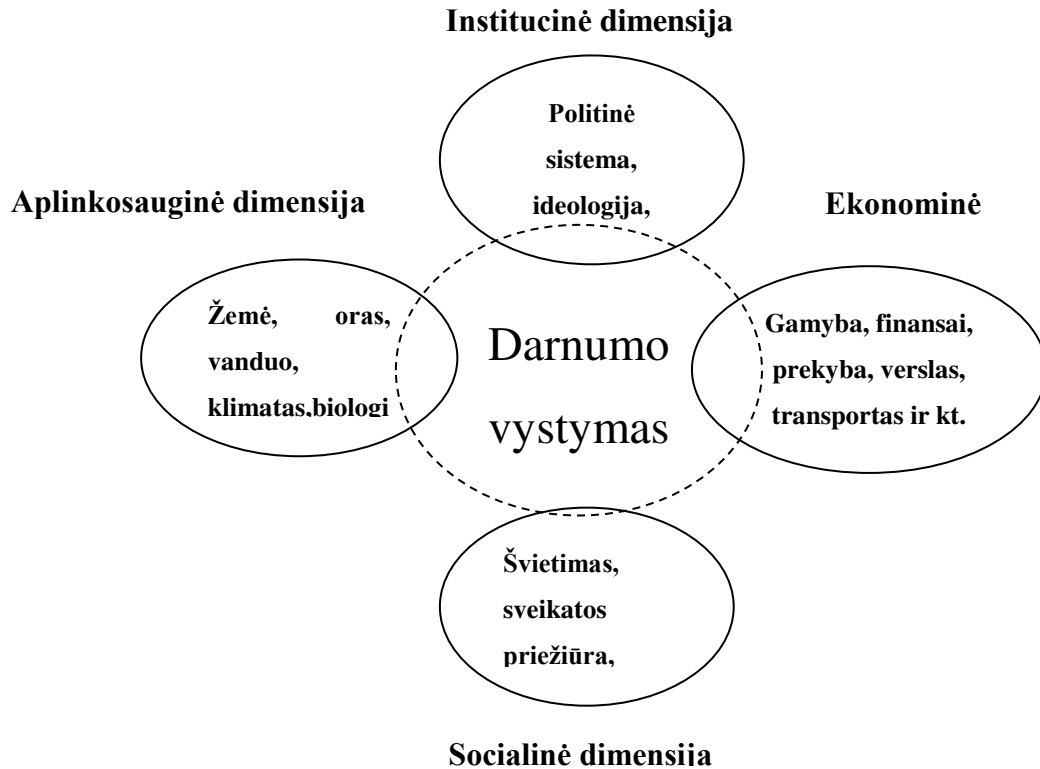 Institucinė dimensija
Politinė
sistema,
ideologija,
Aplinkosauginė dimensija
Ekonominė
Žemė, oras,
vanduo,
klimatas,biologi
Darnumo
vystymas
Gamyba, finansai,
prekyba, verslas,
transportas ir kt.
Švietimas,
sveikatos
priežiūra,
Socialinė dimensija